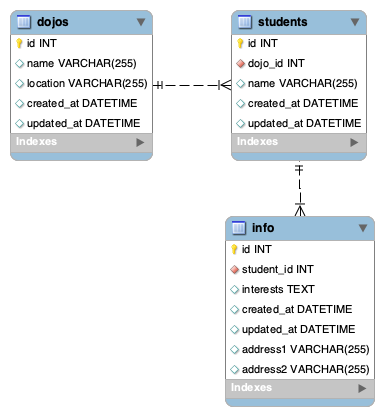 dojos
id INT
name VARCHAR(255)
location VARCHAR(255)
created_at DATETIME
updated_at DATETIME
Indexes
students
id INT
dojo_id INT
name VARCHAR(255)
created_at DATETIME
updated_at DATETIME
Indexes
info
id INT
student_id INT
interests TEXT
created_at DATETIME
updated_at DATETIME
address1 VARCHAR(255)
address2 VARCHAR(255)
Indexes